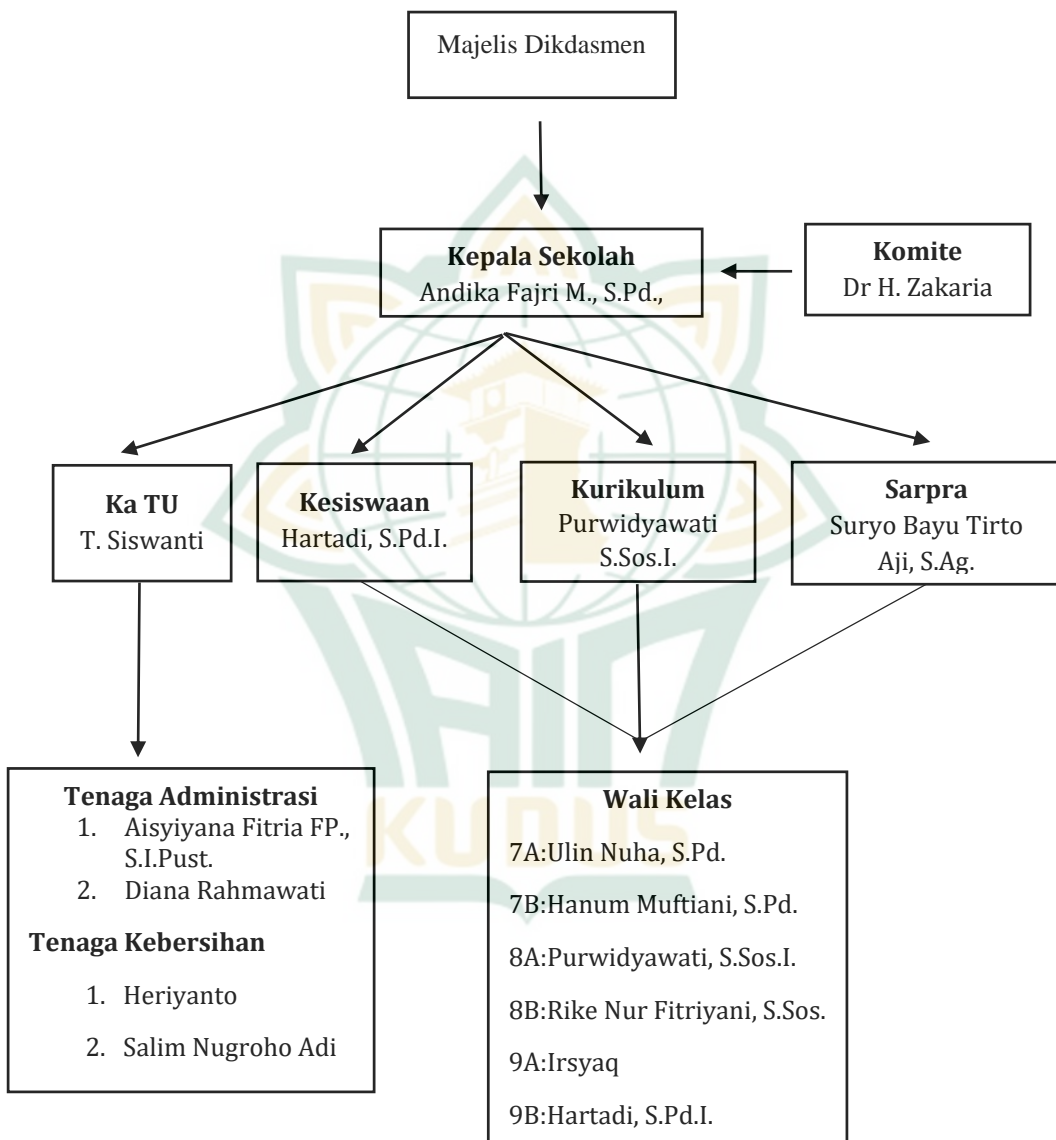 Majelis Dikdasmen
Kepala Sekolah
Andika Fajri M., S.Pd.,
Komite
Dr H. Zakaria
Ka TU
T. Siswanti
Kesiswaan
Hartadi, S.Pd.I.
Kurikulum
Purwidyawati
S.Sos.I.
Sarpra
Suryo Bayu Tirto
Aji, S.Ag.
Tenaga Administrasi
1. Aisyiyana Fitria FP.,
S.I.Pust.
2. Diana Rahmawati
Tenaga Kebersihan
1. Heriyanto
2. Salim Nugroho Adi
Wali Kelas
7A:Ulin Nuha, S.Pd.
7B:Hanum Muftiani, S.Pd.
8A:Purwidyawati, S.Sos.I.
8B:Rike Nur Fitriyani, S.Sos.
9A:Irsyaq
9B:Hartadi, S.Pd.I.
IAIN
KUDUS